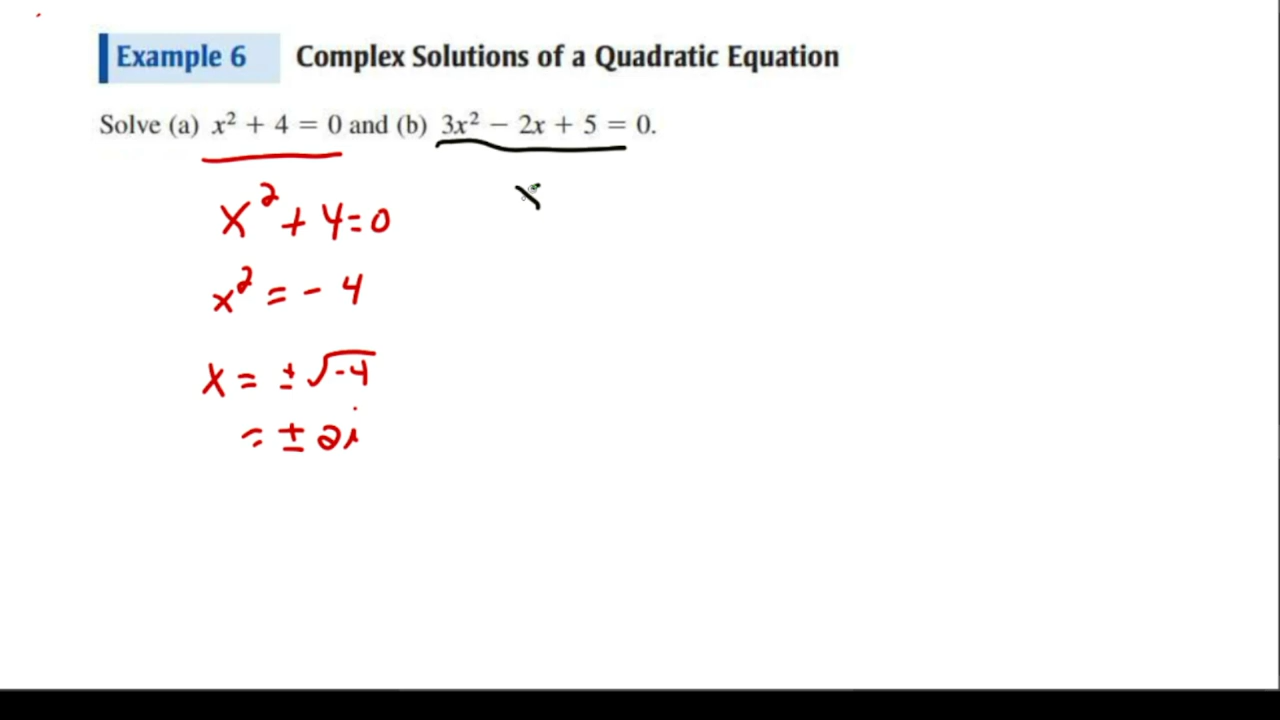 Example 6 Complex Solutions of a Quadratic Equation
Solve (a) x² + 4 = 0 and (b) 3x² − 2x + 5 = 0.
x² + 4 = 0
x
x² = - 4
x = ± √-4
= ± 2i